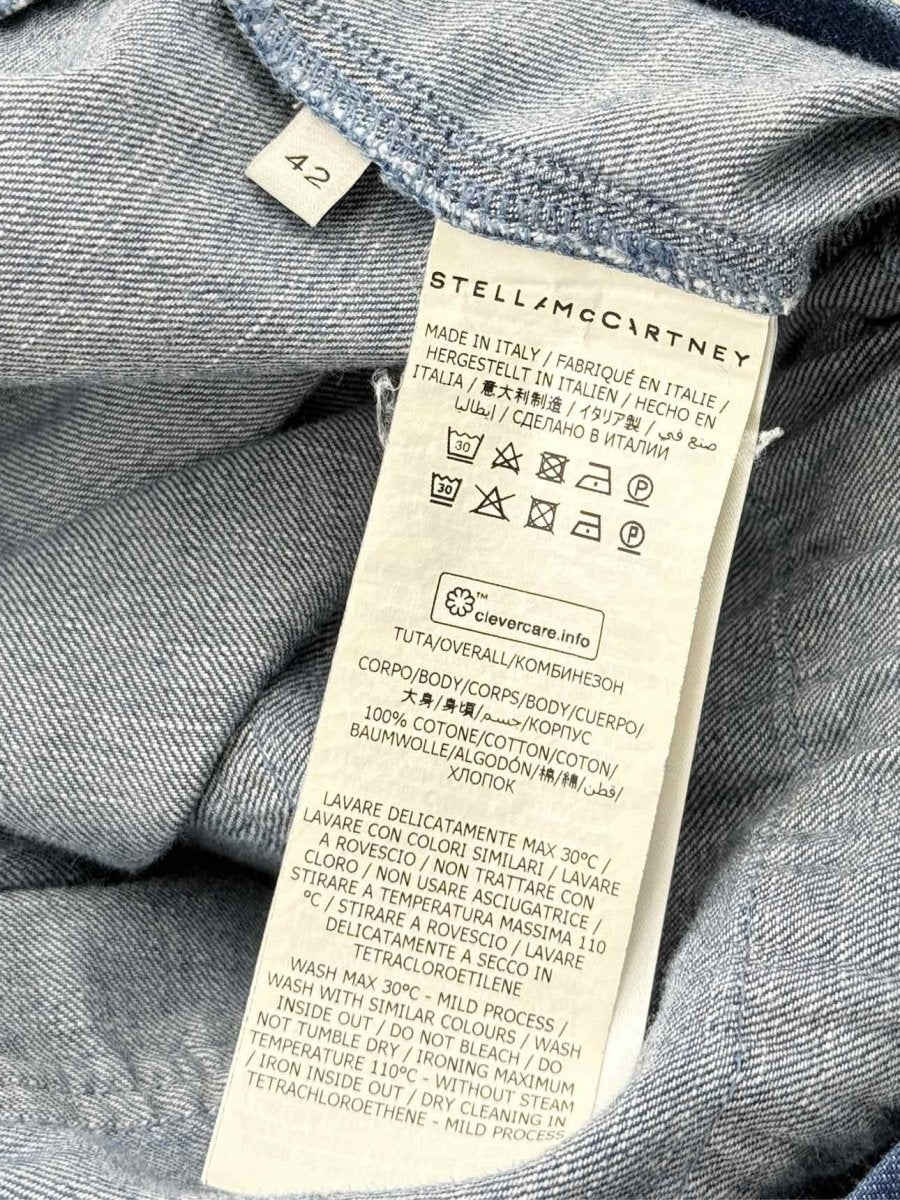 42
STELLA McCARTNEY
MADE IN ITALY / FABRIQUÉ EN ITALIE /
HERGESTELLT IN ITALIEN / HECHO EN
ITALIA / 意大利制造 / イタリア製 / صنع في
إيطاليا / СДЕЛАНО В ИТАЛИИ
30 P
30 P
™ clevercare.info
TUTA/OVERALL/КОМБИНЕЗОН
CORPO/BODY/CORPS/BODY/CUERPO/
大身/身頃/جسم/КОРПУС
100% COTONE/COTTON/COTON/
BAUMWOLLE/ALGODÓN/棉/綿/قطن/
ХЛОПОК
LAVARE DELICATAMENTE MAX 30°C /
LAVARE CON COLORI SIMILARI / LAVARE
A ROVESCIO / NON TRATTARE CON
CLORO / NON USARE ASCIUGATRICE /
STIRARE A TEMPERATURA MASSIMA 110
°C / STIRARE A ROVESCIO / LAVARE
DELICATAMENTE A SECCO IN
TETRACLOROETILENE
WASH MAX 30°C - MILD PROCESS /
WASH WITH SIMILAR COLOURS / WASH
INSIDE OUT / DO NOT BLEACH / DO
NOT TUMBLE DRY / IRONING MAXIMUM
TEMPERATURE 110°C - WITHOUT STEAM
/ IRON INSIDE OUT / DRY CLEANING IN
TETRACHLOROETHENE - MILD PROCESS